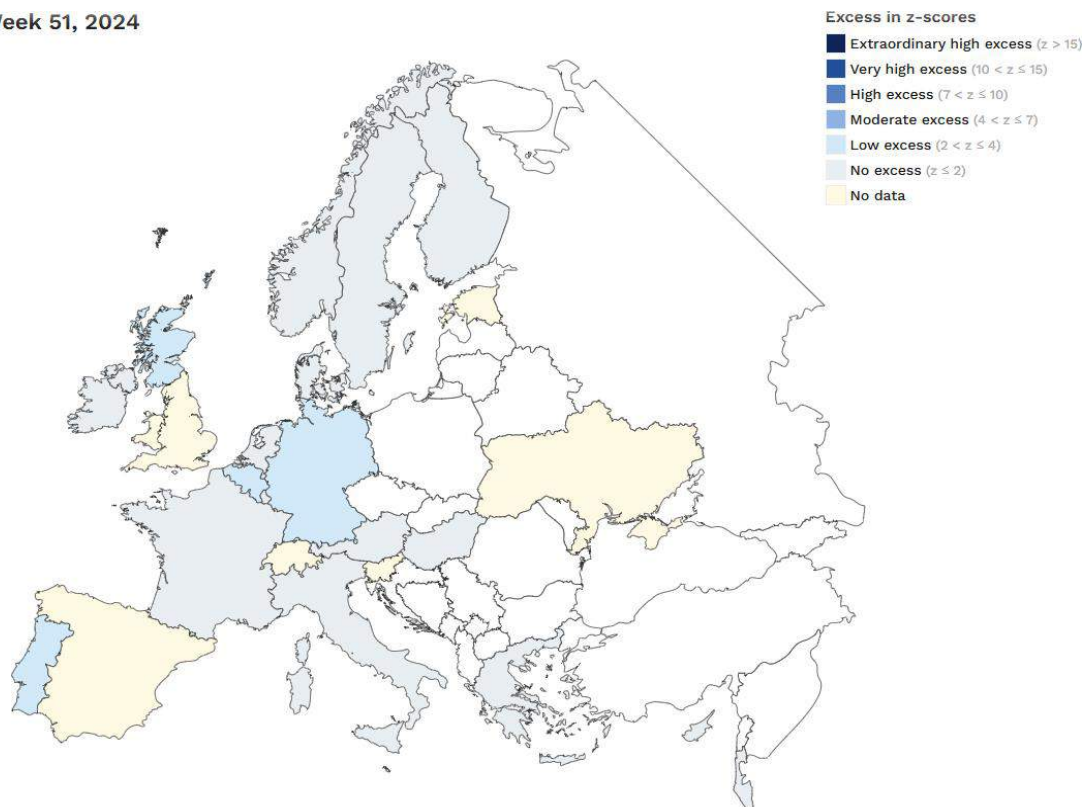 Week 51, 2024
Excess in z-scores
Extraordinary high excess (z > 15)
Very high excess (10 < z ≤ 15)
High excess (7 < z ≤ 10)
Moderate excess (4 < z ≤ 7)
Low excess (2 < z ≤ 4)
No excess (z ≤ 2)
No data